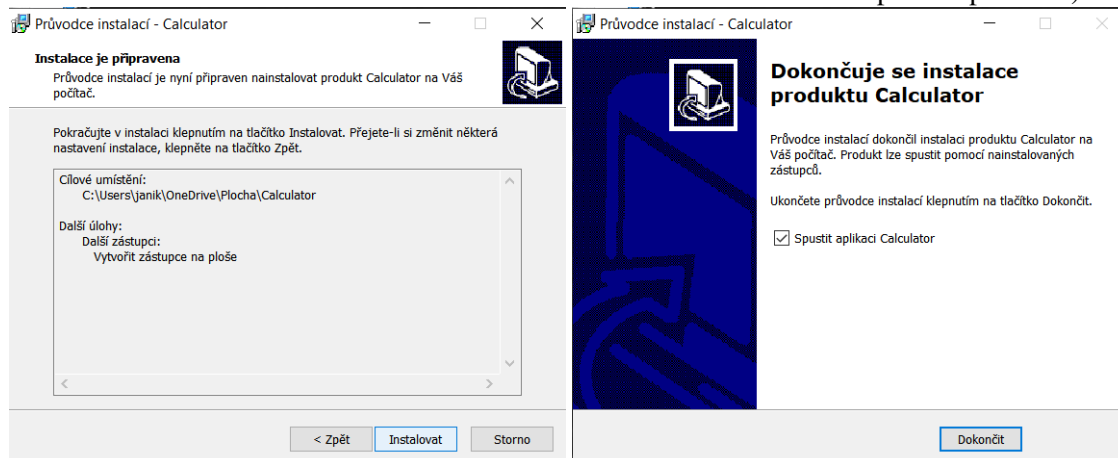 Průvodce instalací - Calculator
Instalace je připravena
Průvodce instalací je nyní připraven nainstalovat produkt Calculator na Váš
počítač.
Pokračujte v instalaci klepnutím na tlačítko Instalovat. Přejete-li si změnit některá
nastavení instalace, klepněte na tlačítko Zpět.
Cílové umístění:
C:\Users\janik\OneDrive\Plocha\Calculator
Další úlohy:
Další zástupci:
Vytvořit zástupce na ploše
< Zpět
Instalovat
Storno
Průvodce instalací - Calculator
Dokončuje se instalace
produktu Calculator
Průvodce instalací dokončil instalaci produktu Calculator na
Váš počítač. Produkt lze spustit pomocí nainstalovaných
zástupců.
Ukončete průvodce instalací klepnutím na tlačítko Dokončit.
Spustit aplikaci Calculator
Dokončit